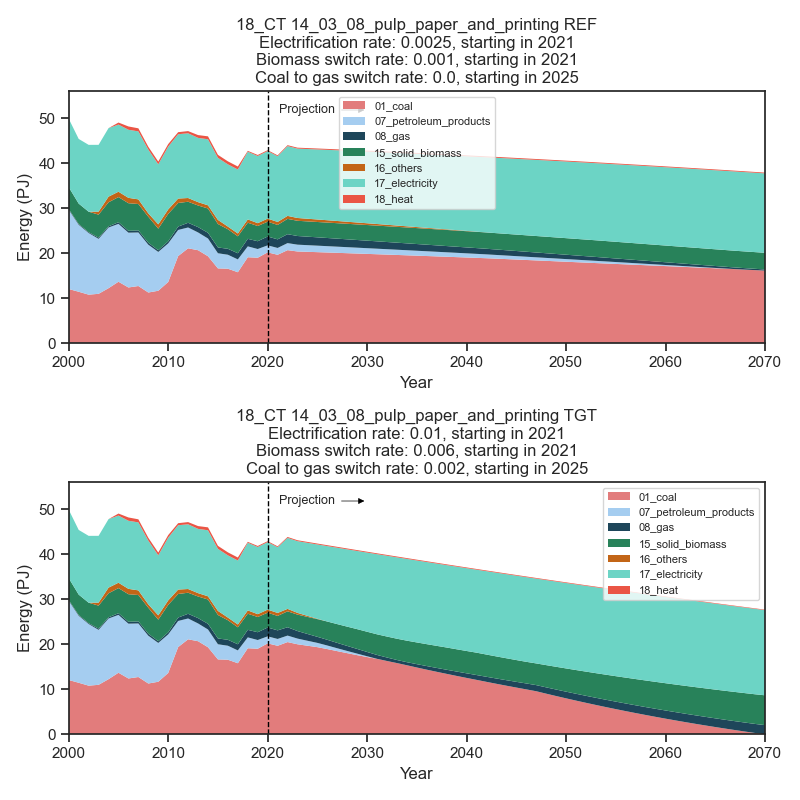 18_CT 14_03_08_pulp_paper_and_printing REF
Electrification rate: 0.0025, starting in 2021
Biomass switch rate: 0.001, starting in 2021
Coal to gas switch rate: 0.0, starting in 2025
Projection
01_coal
07_petroleum_products
08_gas
15_solid_biomass
16_others
17_electricity
18_heat
50
40
30
20
10
0
Energy (PJ)
2000 2010 2020 2030 2040 2050 2060 2070
Year
18_CT 14_03_08_pulp_paper_and_printing TGT
Electrification rate: 0.01, starting in 2021
Biomass switch rate: 0.006, starting in 2021
Coal to gas switch rate: 0.002, starting in 2025
Projection
01_coal
07_petroleum_products
08_gas
15_solid_biomass
16_others
17_electricity
18_heat
50
40
30
20
10
0
Energy (PJ)
2000 2010 2020 2030 2040 2050 2060 2070
Year